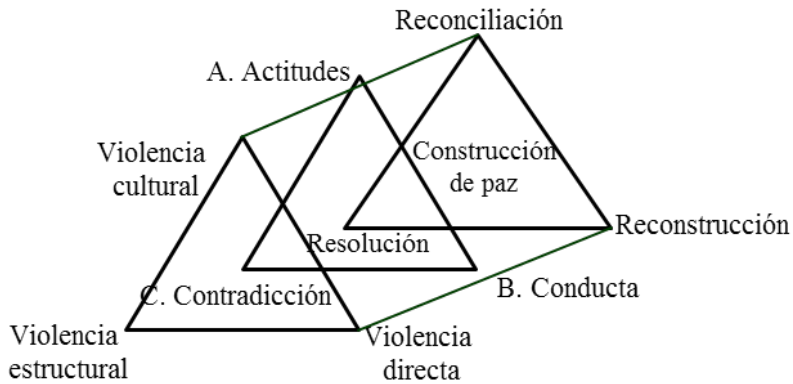 Reconciliación
A. Actitudes
Violencia
cultural
Construcción
de paz
Reconstrucción
Resolución
C. Contradicción
B. Conducta
Violencia
estructural
Violencia
directa